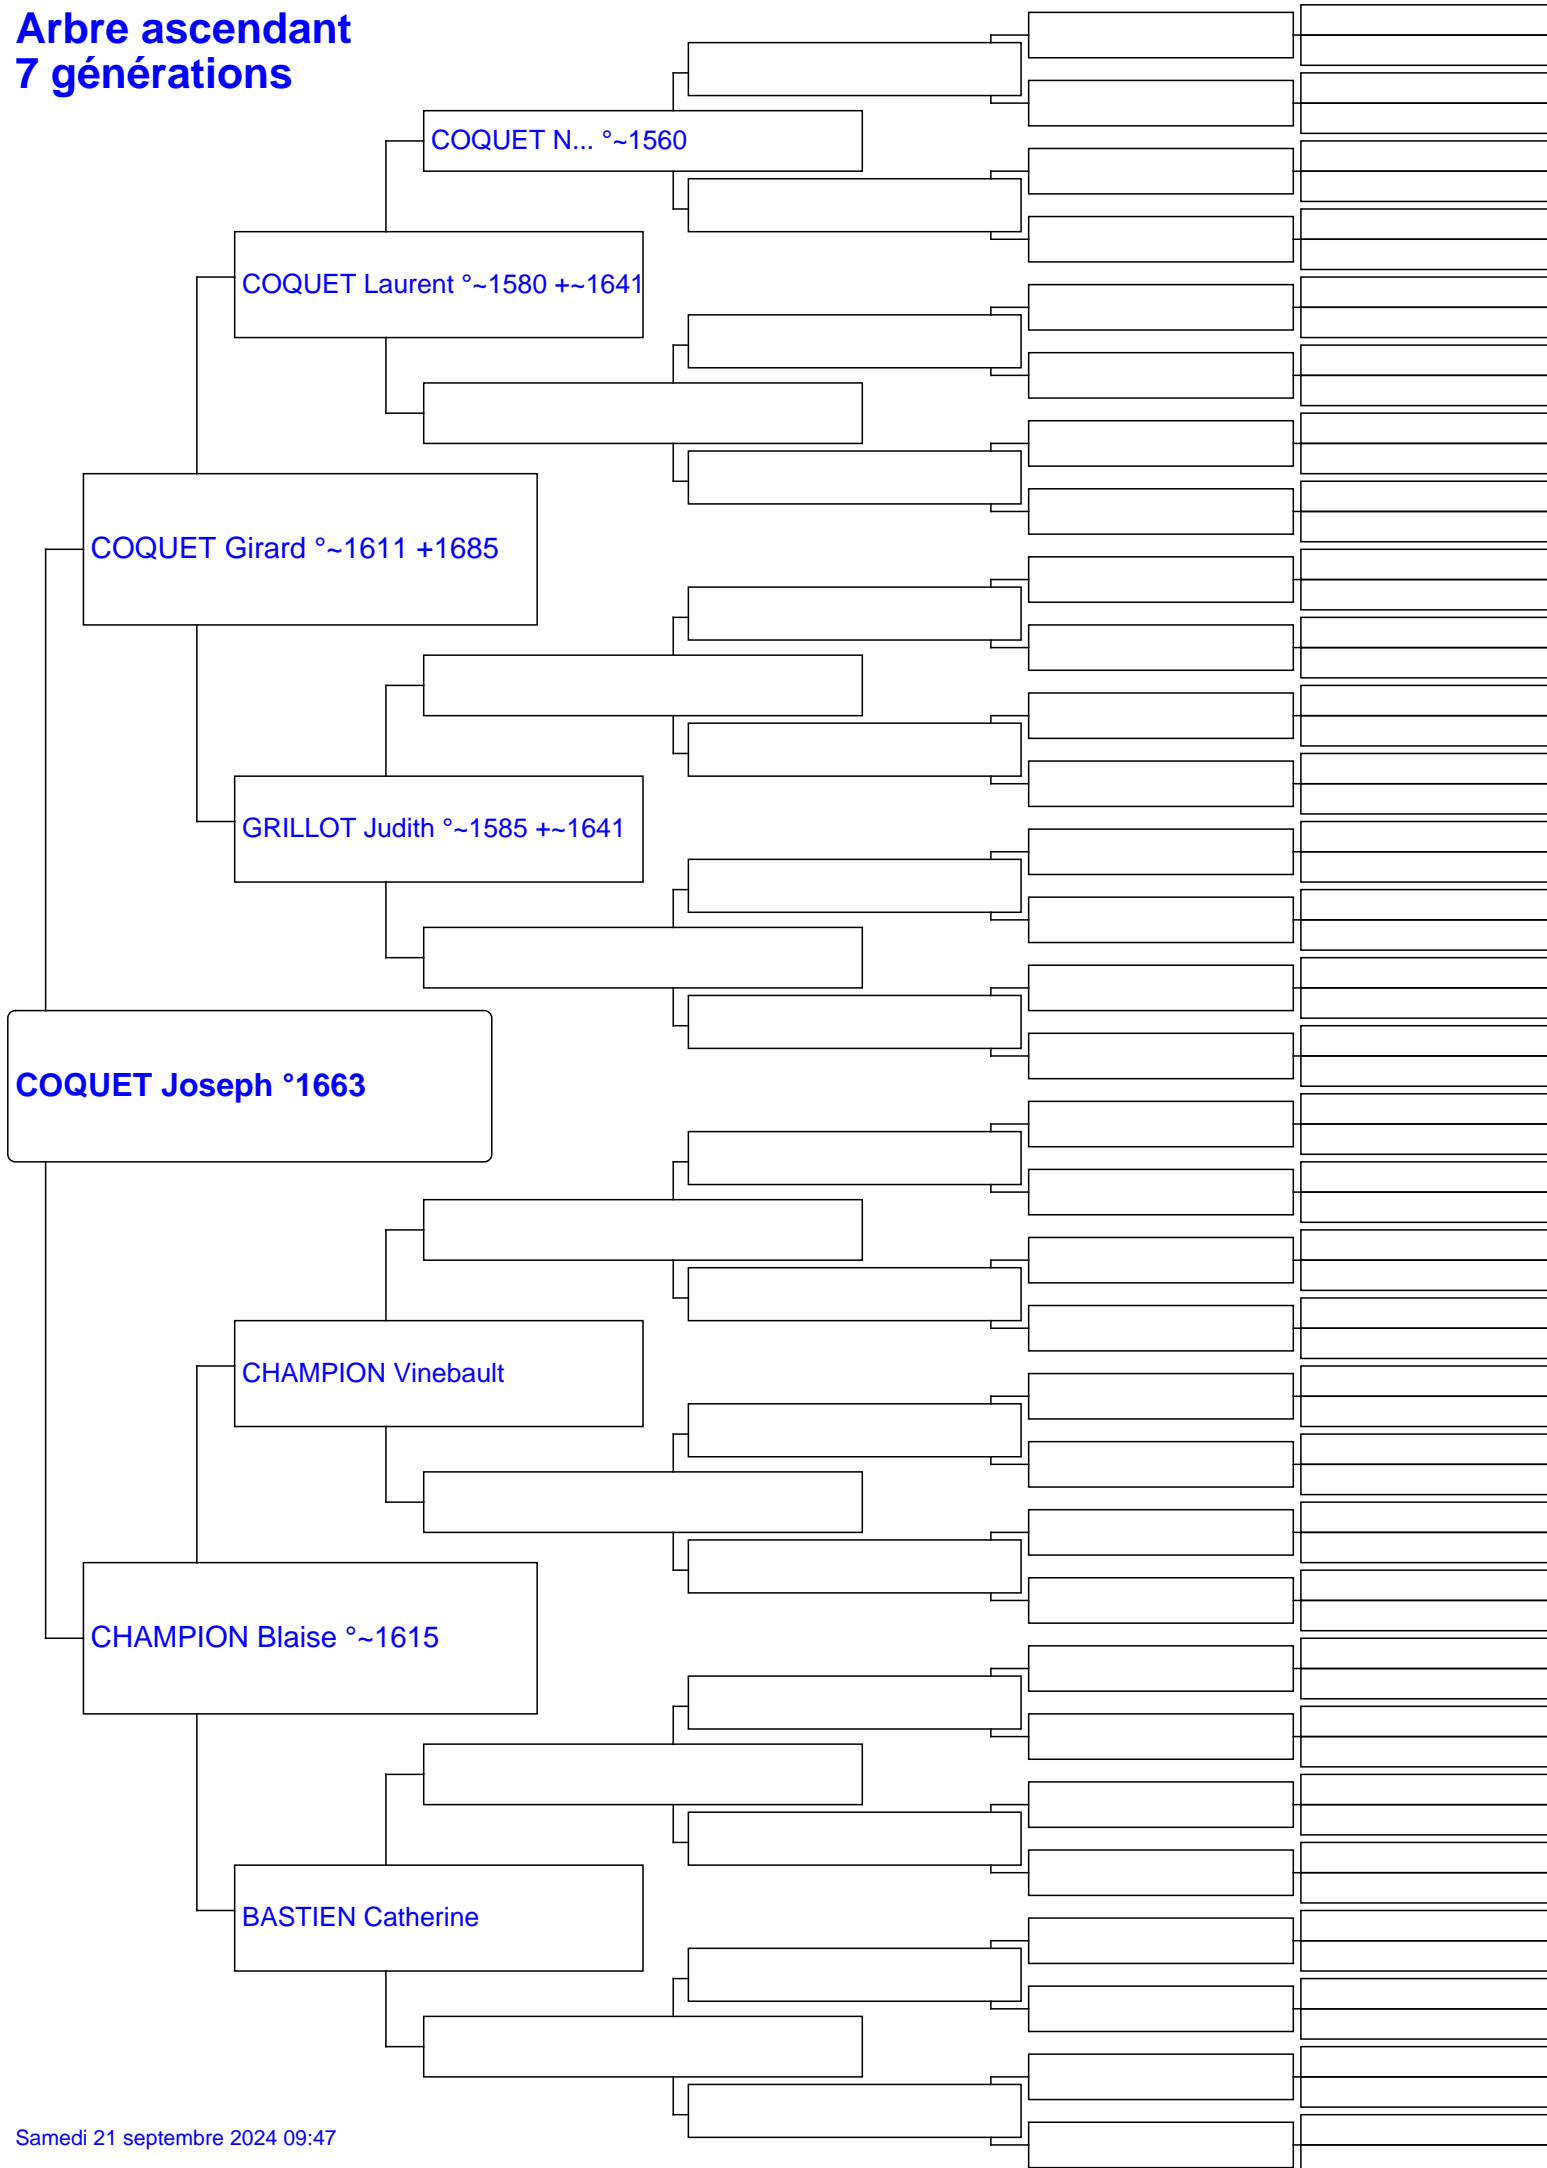 Arbre ascendant
7 générations
COQUET N... °~1560
COQUET Laurent °~1580 +~1641
COQUET Girard °~1611 +1685
GRILLOT Judith °~1585 +~1641
COQUET Joseph °1663
CHAMPION Vinebault
CHAMPION Blaise °~1615
BASTIEN Catherine
Samedi 21 septembre 2024 09:47